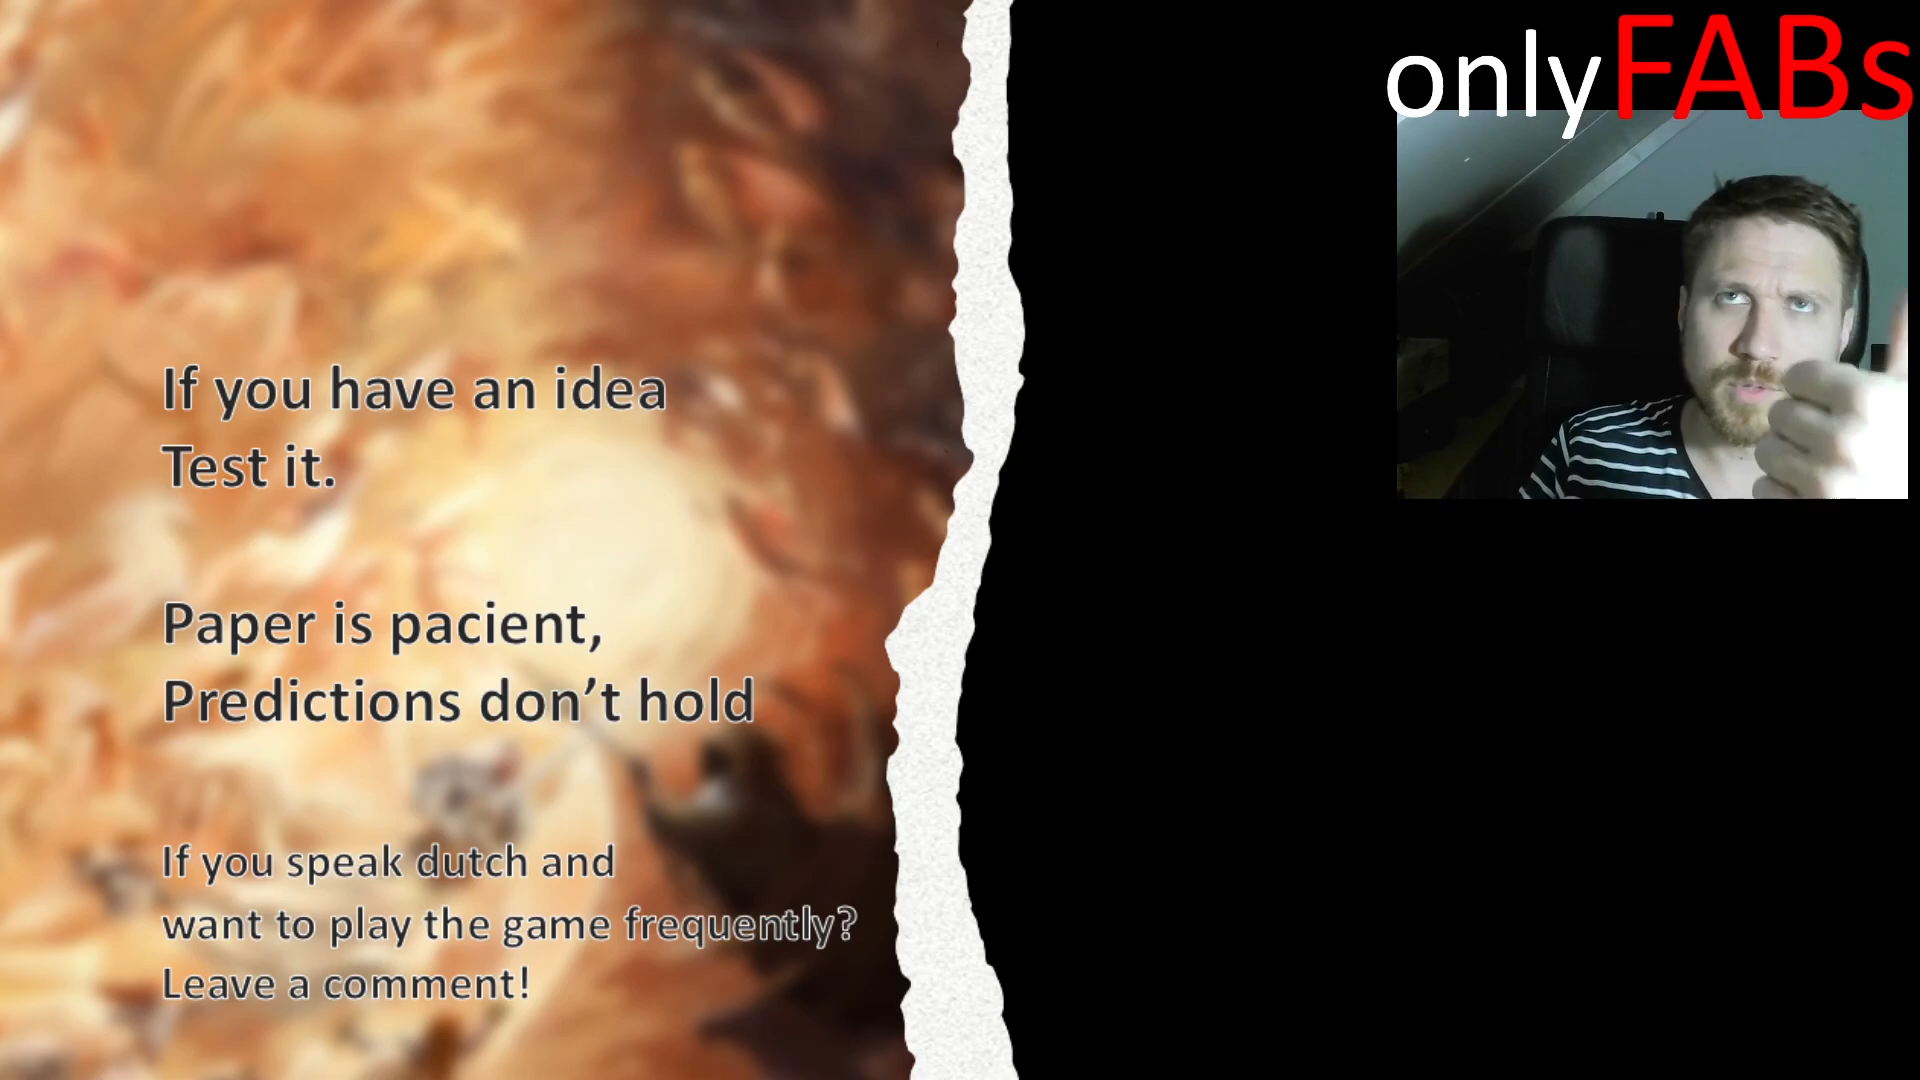 onlyFABs
If you have an idea
Test it.
Paper is pacient,
Predictions don’t hold
If you speak dutch and
want to play the game frequently?
Leave a comment!